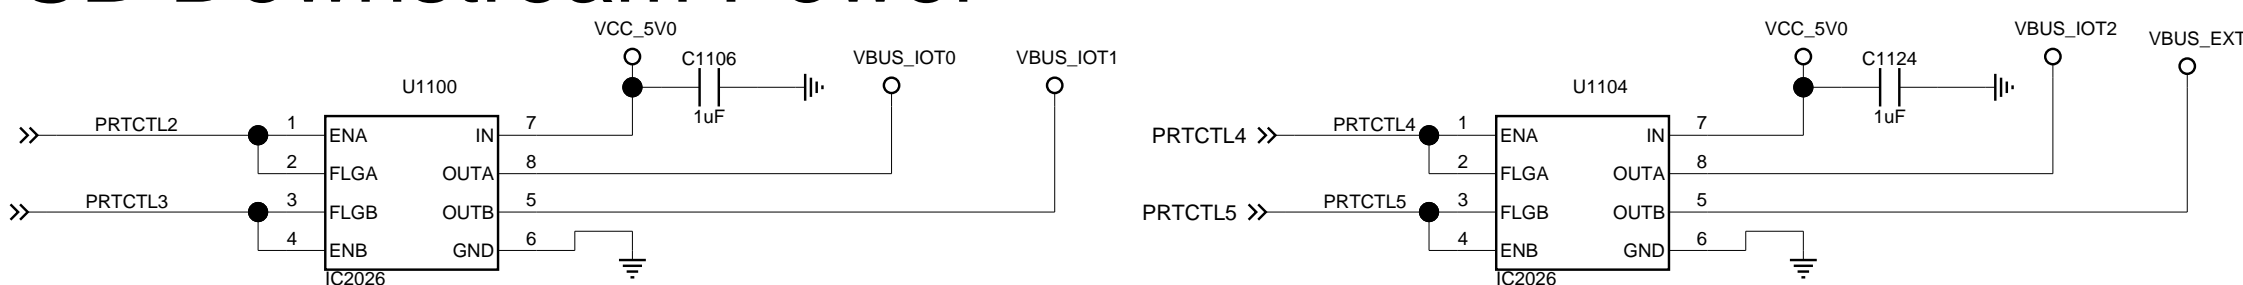 VCC_5V0
C1106
VBUS_IOT0
VBUS_IOT1
U1100
1uF
PRTCTL2
1
ENA
IN
7
2
FLGA
OUTA
8
PRTCTL3
3
FLGB
OUTB
5
4
ENB
GND
6
IC2026
VCC_5V0
C1124
VBUS_IOT2
VBUS_EXT
U1104
1uF
PRTCTL4
PRTCTL4
1
ENA
IN
7
2
FLGA
OUTA
8
PRTCTL5
PRTCTL5
3
FLGB
OUTB
5
4
ENB
GND
6
IC2026